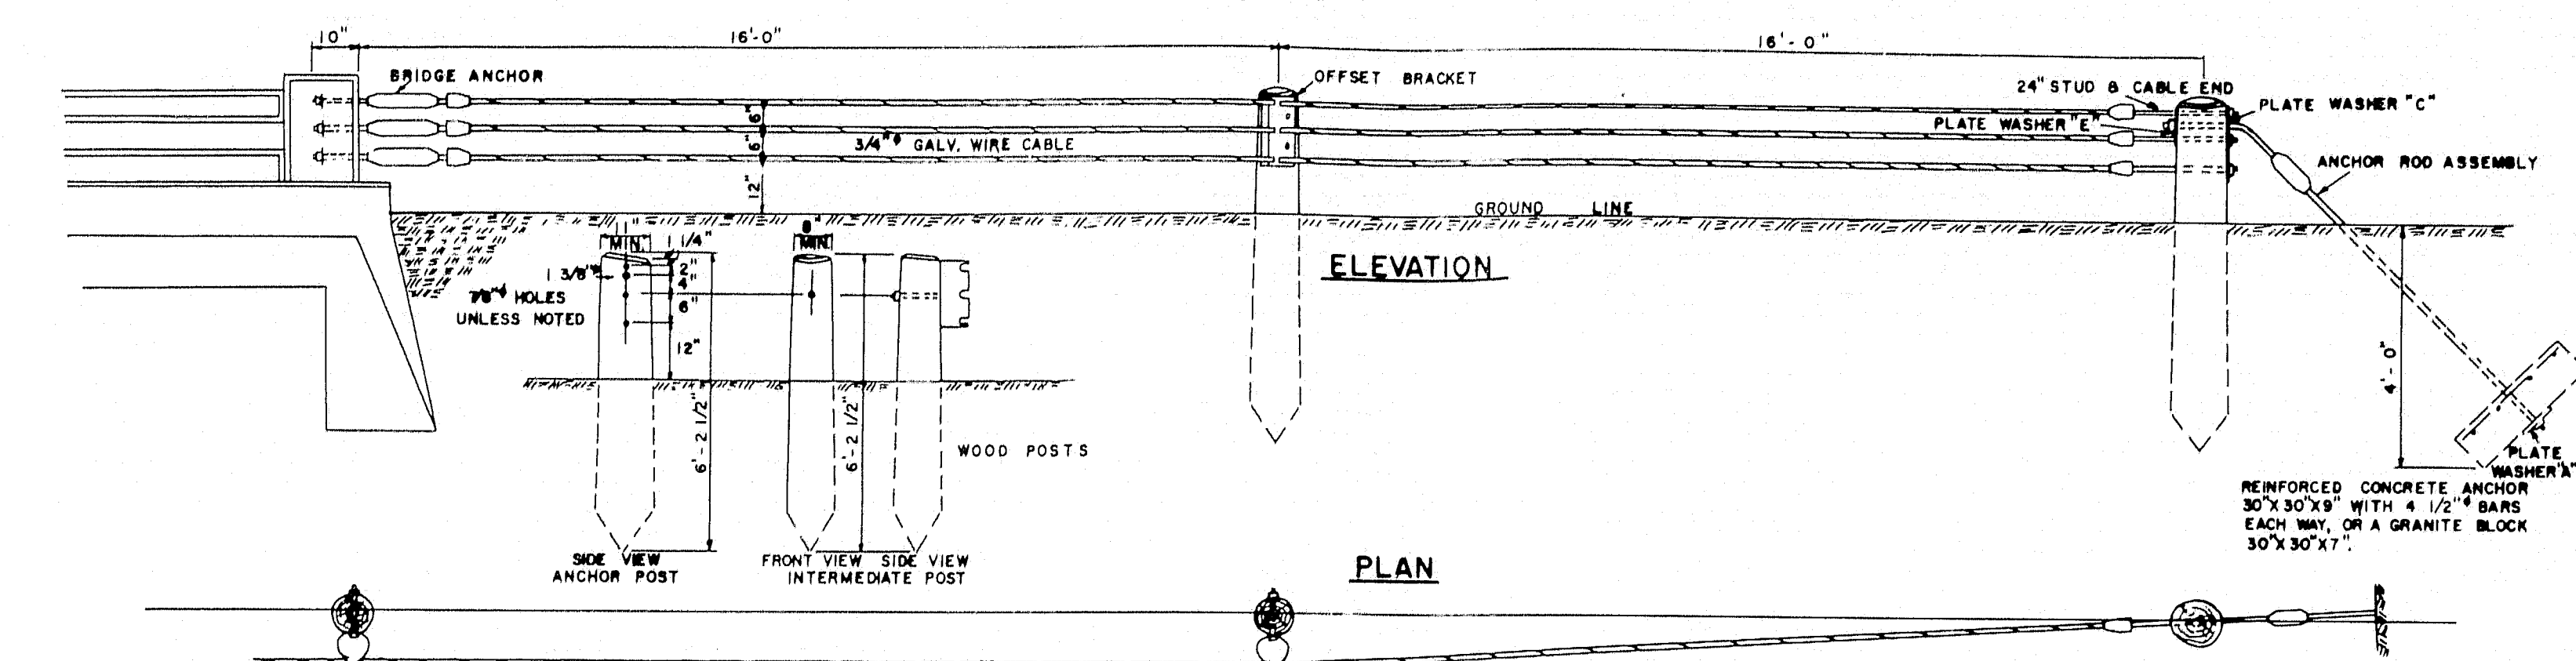 10"
16'-0"
16'-0"
BRIDGE ANCHOR
OFFSET BRACKET
24" STUD & CABLE END
PLATE WASHER "C"
PLATE WASHER "E"
6"
6"
3/4"ϕ GALV. WIRE CABLE
ANCHOR ROD ASSEMBLY
12"
GROUND LINE
11"
MIN.
1 1/4"
8"
MIN.
1 3/8"ϕ
2"
4"
7/8"ϕ HOLES
UNLESS NOTED
6"
12"
6'-2 1/2"
6'-2 1/2"
WOOD POSTS
ELEVATION
4'-0"
PLATE
WASHER "A"
REINFORCED CONCRETE ANCHOR
30"X30"X9" WITH 4 1/2"ϕ BARS
EACH WAY, OR A GRANITE BLOCK
30"X30"X7".
SIDE VIEW
ANCHOR POST
FRONT VIEW SIDE VIEW
INTERMEDIATE POST
PLAN